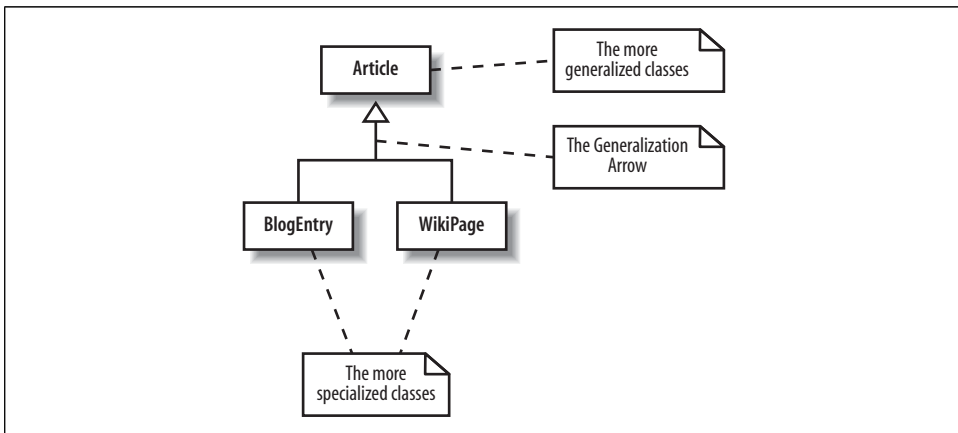 Article
The more
generalized classes
The Generalization
Arrow
BlogEntry
WikiPage
The more
specialized classes